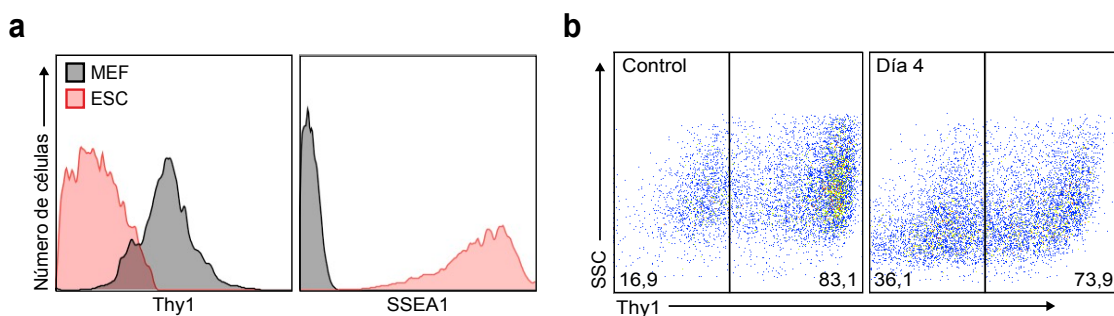 a
Número de células
MEF
ESC
Thy1
SSEA1
b
SSC
Control
16,9
83,1
Día 4
36,1
73,9
Thy1